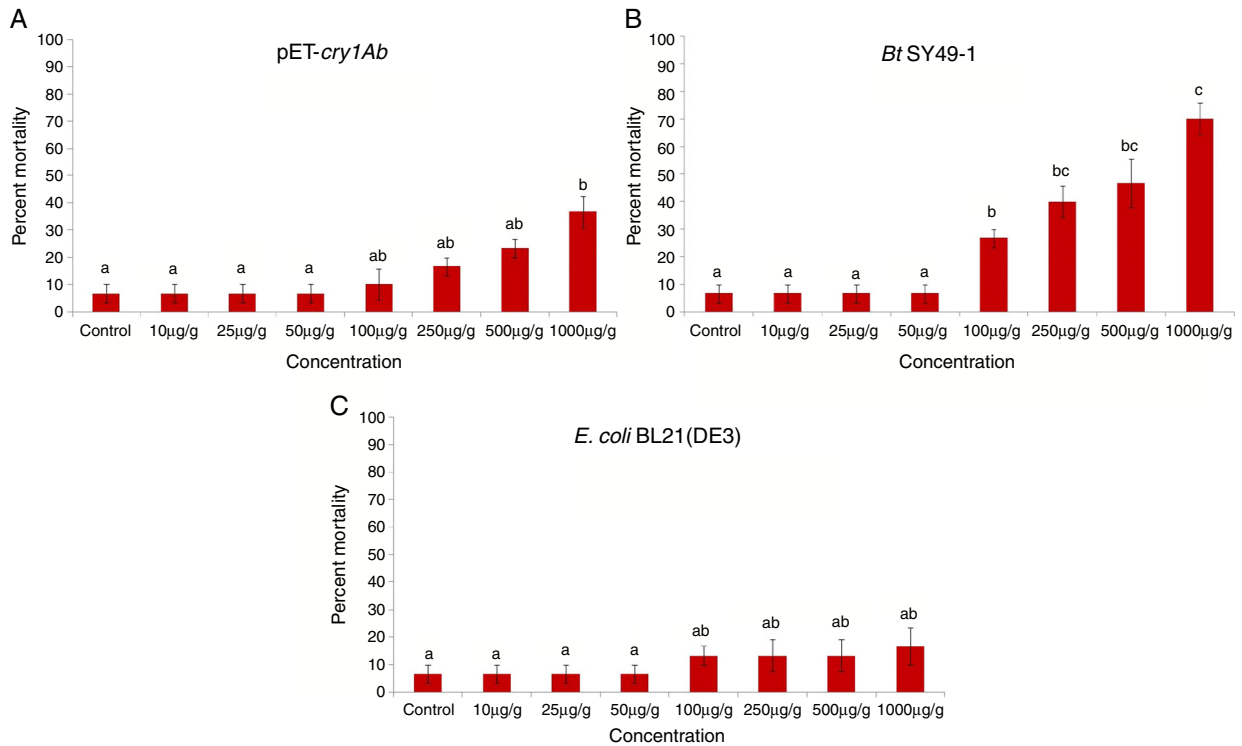 A
pET-cry1Ab
Percent mortality
100
90
80
70
60
50
40
30
20
10
0
a a a a ab ab ab b
Control 10µg/g 25µg/g 50µg/g 100µg/g 250µg/g 500µg/g 1000µg/g
Concentration
B
Bt SY49-1
Percent mortality
100
90
80
70
60
50
40
30
20
10
0
a a a a b bc bc c
Control 10µg/g 25µg/g 50µg/g 100µg/g 250µg/g 500µg/g 1000µg/g
Concentration
C
E. coli BL21(DE3)
Percent mortality
100
90
80
70
60
50
40
30
20
10
0
a a a a ab ab ab ab
Control 10µg/g 25µg/g 50µg/g 100µg/g 250µg/g 500µg/g 1000µg/g
Concentration